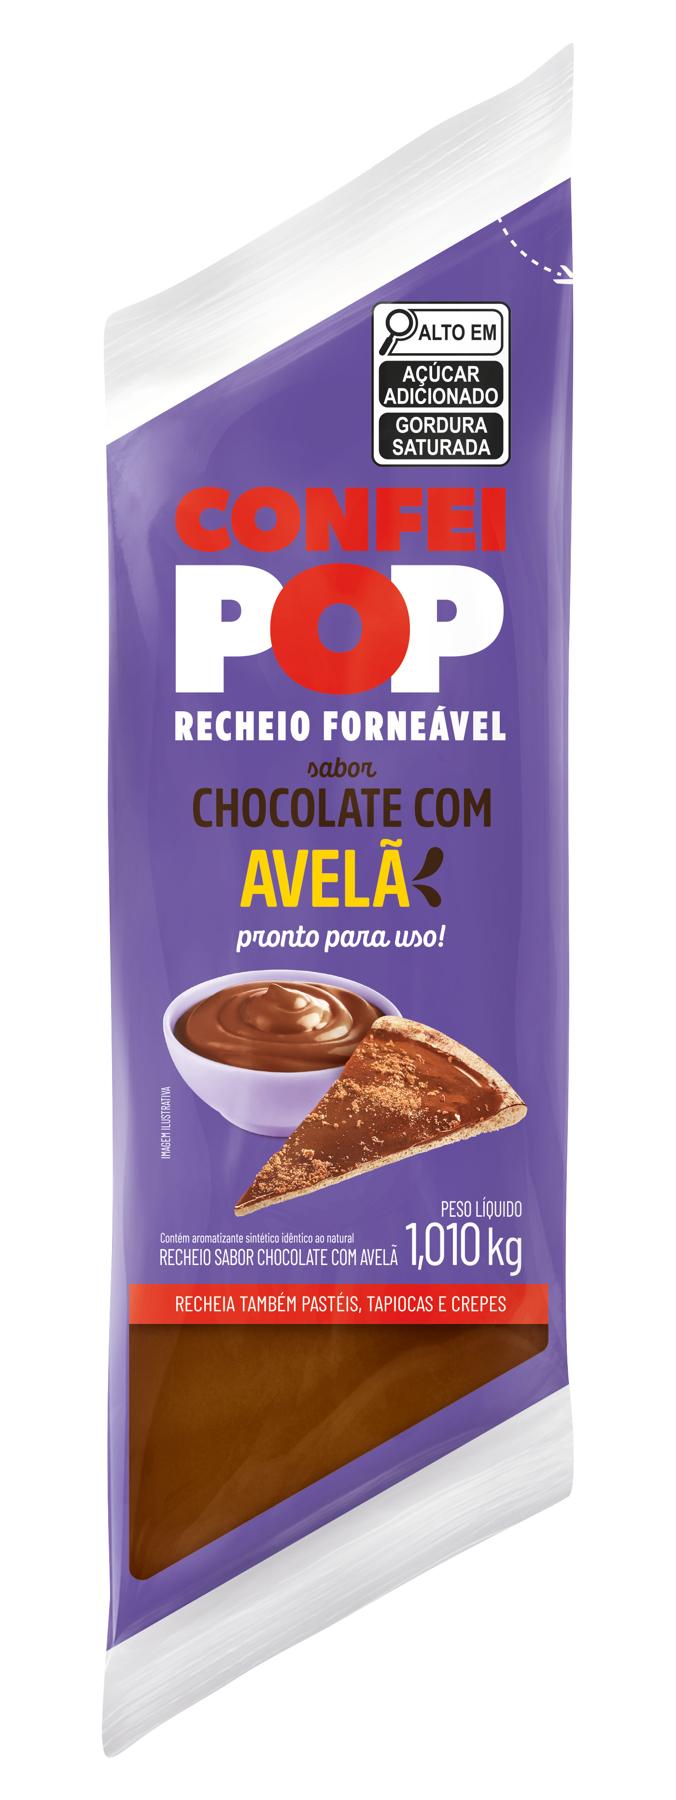 ALTO EM
AÇÚCAR
ADICIONADO
GORDURA
SATURADA
CONFEI
POP
RECHEIO FORNEÁVEL
sabor
CHOCOLATE COM
AVELÃ
pronto para uso!
IMAGEM ILUSTRATIVA
PESO LÍQUIDO
1,010 kg
Contém aromatizante sintético idêntico ao natural
RECHEIO SABOR CHOCOLATE COM AVELÃ
RECHEIA TAMBÉM PASTÉIS, TAPIOCAS E CREPES